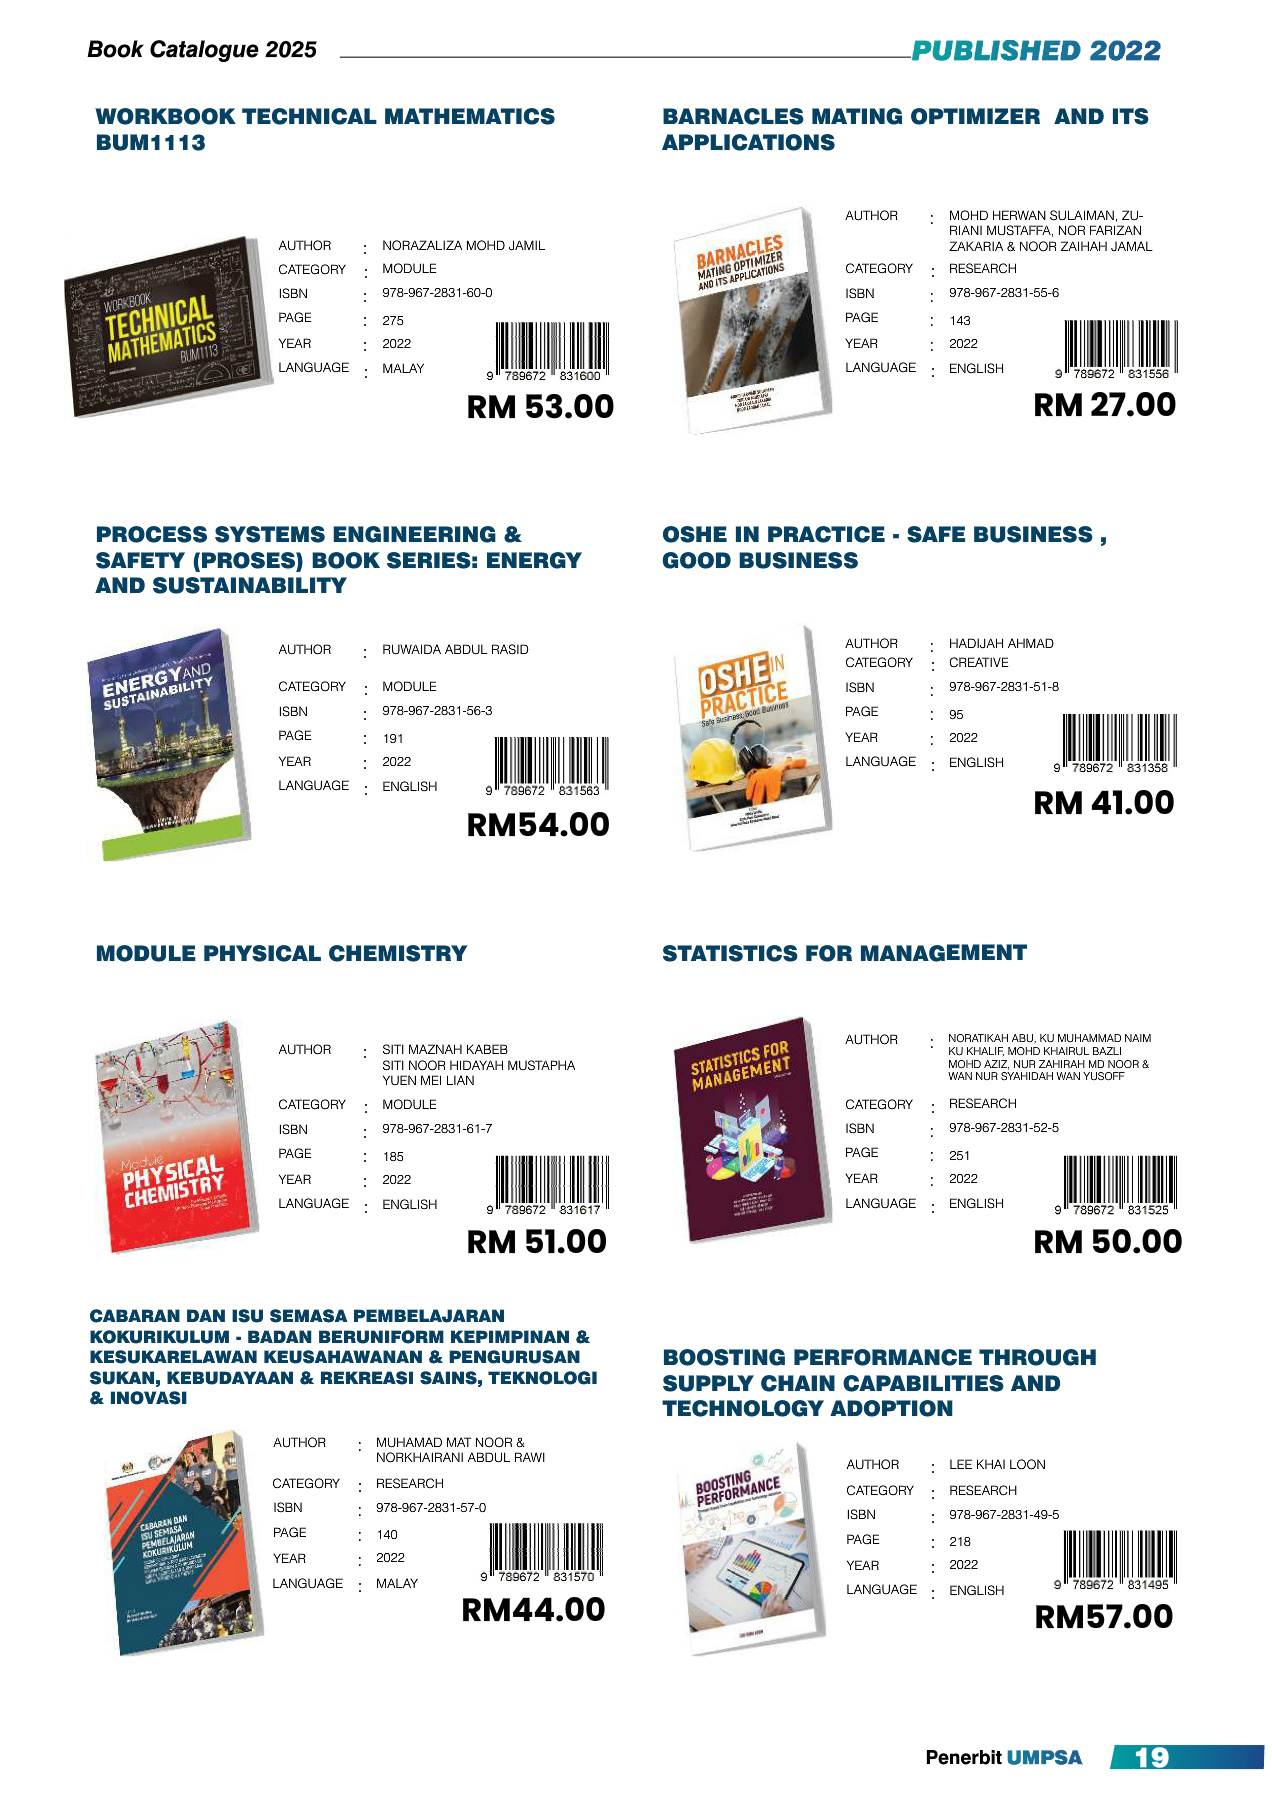 Book Catalogue 2025
PUBLISHED 2022
WORKBOOK TECHNICAL MATHEMATICS
BUM1113
WORKBOOK
TECHNICAL
MATHEMATICS
BUM1113
AUTHOR : NORAZALIZA MOHD JAMIL
CATEGORY : MODULE
ISBN : 978-967-2831-60-0
PAGE : 275
YEAR : 2022
LANGUAGE : MALAY
9 789672 831600
RM 53.00
BARNACLES MATING OPTIMIZER AND ITS
APPLICATIONS
BARNACLES
MATING OPTIMIZER
AND ITS APPLICATIONS
AUTHOR : MOHD HERWAN SULAIMAN, ZU-
RIANI MUSTAFFA, NOR FARIZAN
ZAKARIA & NOOR ZAIHAH JAMAL
CATEGORY : RESEARCH
ISBN : 978-967-2831-55-6
PAGE : 143
YEAR : 2022
LANGUAGE : ENGLISH
9 789672 831556
RM 27.00
PROCESS SYSTEMS ENGINEERING &
SAFETY (PROSES) BOOK SERIES: ENERGY
AND SUSTAINABILITY
ENERGY AND
SUSTAINABILITY
AUTHOR : RUWAIDA ABDUL RASID
CATEGORY : MODULE
ISBN : 978-967-2831-56-3
PAGE : 191
YEAR : 2022
LANGUAGE : ENGLISH
9 789672 831563
RM54.00
OSHE IN PRACTICE - SAFE BUSINESS ,
GOOD BUSINESS
OSHE IN
PRACTICE
Safe Business, Good Business
AUTHOR : HADIJAH AHMAD
CATEGORY : CREATIVE
ISBN : 978-967-2831-51-8
PAGE : 95
YEAR : 2022
LANGUAGE : ENGLISH
9 789672 831358
RM 41.00
MODULE PHYSICAL CHEMISTRY
Module
PHYSICAL
CHEMISTRY
AUTHOR : SITI MAZNAH KABEB
SITI NOOR HIDAYAH MUSTAPHA
YUEN MEI LIAN
CATEGORY : MODULE
ISBN : 978-967-2831-61-7
PAGE : 185
YEAR : 2022
LANGUAGE : ENGLISH
9 789672 831617
RM 51.00
STATISTICS FOR MANAGEMENT
STATISTICS FOR
MANAGEMENT
AUTHOR : NORATIKAH ABU, KU MUHAMMAD NAIM
KU KHALIF, MOHD KHAIRUL BAZLI
MOHD AZIZ, NUR ZAHIRAH MD NOOR &
WAN NUR SYAHIDAH WAN YUSOFF
CATEGORY : RESEARCH
ISBN : 978-967-2831-52-5
PAGE : 251
YEAR : 2022
LANGUAGE : ENGLISH
9 789672 831525
RM 50.00
CABARAN DAN ISU SEMASA PEMBELAJARAN
KOKURIKULUM - BADAN BERUNIFORM KEPIMPINAN &
KESUKARELAWAN KEUSAHAWANAN & PENGURUSAN
SUKAN, KEBUDAYAAN & REKREASI SAINS, TEKNOLOGI
& INOVASI
CABARAN DAN
ISU SEMASA
PEMBELAJARAN
KOKURIKULUM
AUTHOR : MUHAMAD MAT NOOR &
NORKHAIRANI ABDUL RAWI
CATEGORY : RESEARCH
ISBN : 978-967-2831-57-0
PAGE : 140
YEAR : 2022
LANGUAGE : MALAY
9 789672 831570
RM44.00
BOOSTING PERFORMANCE THROUGH
SUPPLY CHAIN CAPABILITIES AND
TECHNOLOGY ADOPTION
BOOSTING
PERFORMANCE
LEE KHAI LOON
AUTHOR : LEE KHAI LOON
CATEGORY : RESEARCH
ISBN : 978-967-2831-49-5
PAGE : 218
YEAR : 2022
LANGUAGE : ENGLISH
9 789672 831495
RM57.00
Penerbit UMPSA
19